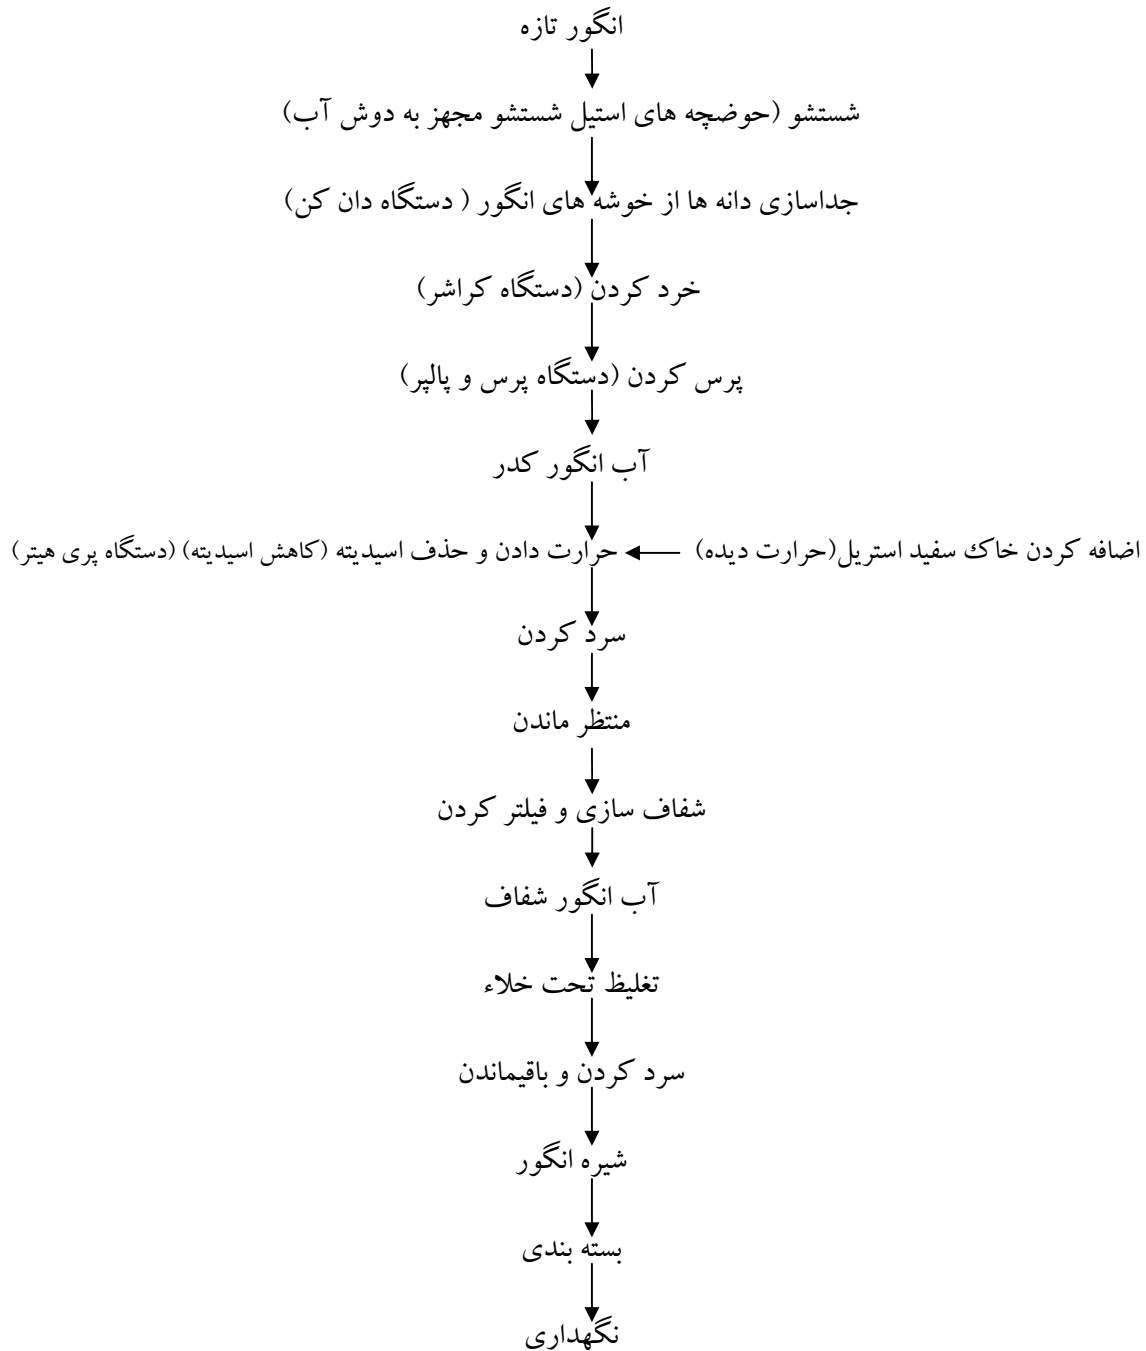 انگور تازه
شستشو (حوضچه های استیل شستشو مجهز به دوش آب)
جداسازی دانه ها از خوشه های انگور ( دستگاه دان کن)
خرد کردن (دستگاه کراشر)
پرس کردن (دستگاه پرس و پالپر)
آب انگور کدر
اضافه کردن خاک سفید استریل(حرارت دیده) حرارت دادن و حذف اسیدیته (کاهش اسیدیته) (دستگاه پری هیتر)
سرد کردن
منتظر ماندن
شفاف سازی و فیلتر کردن
آب انگور شفاف
تغلیظ تحت خلاء
سرد کردن و باقیماندن
شیره انگور
بسته بندی
نگهداری